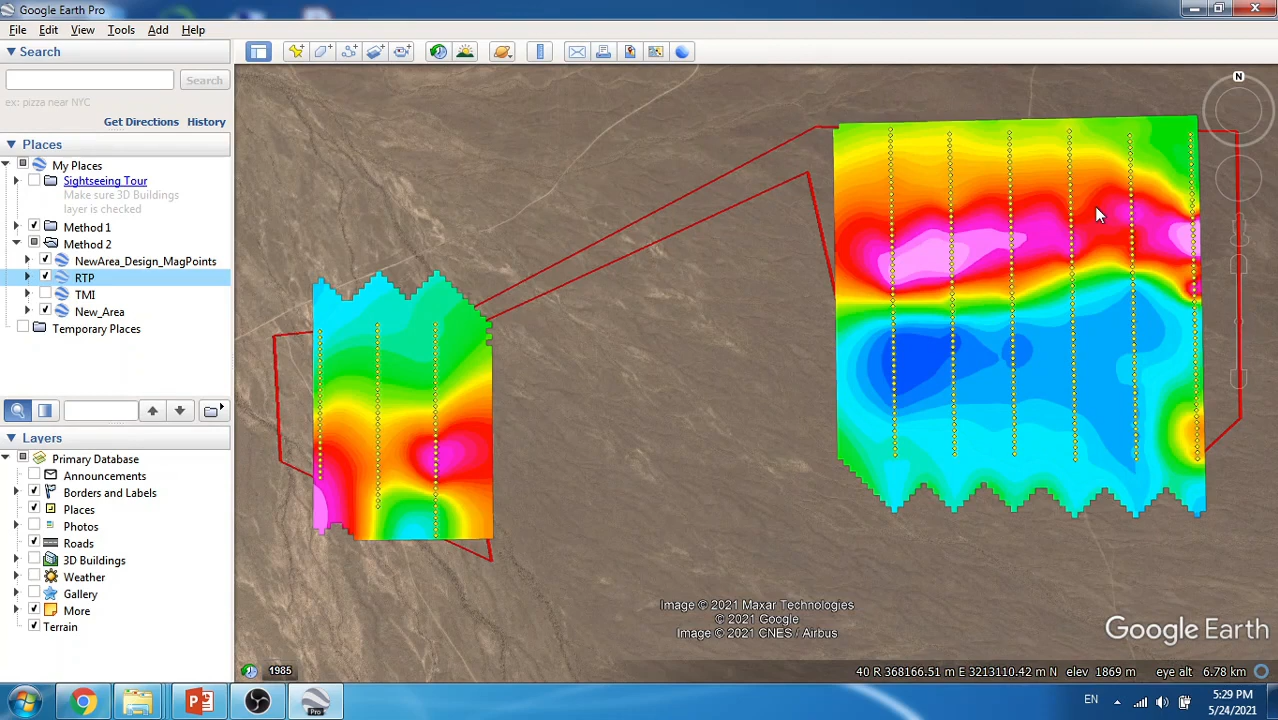 Google Earth Pro
File Edit View Tools Add Help
Search
Search
ex: pizza near NYC
Get Directions History
Places
My Places
Sightseeing Tour
Make sure 3D Buildings
layer is checked
Method 1
Method 2
NewArea_Design_MagPoints
RTP
TMI
New_Area
Temporary Places
Layers
Primary Database
Announcements
Borders and Labels
Places
Photos
Roads
3D Buildings
Weather
Gallery
More
Terrain
N
Image © 2021 Maxar Technologies
© 2021 Google
Image © 2021 CNES / Airbus
Google Earth
1985
40 R 368166.51 m E 3213110.42 m N elev 1869 m eye alt 6.78 km
Pro
EN
5:29 PM
5/24/2021